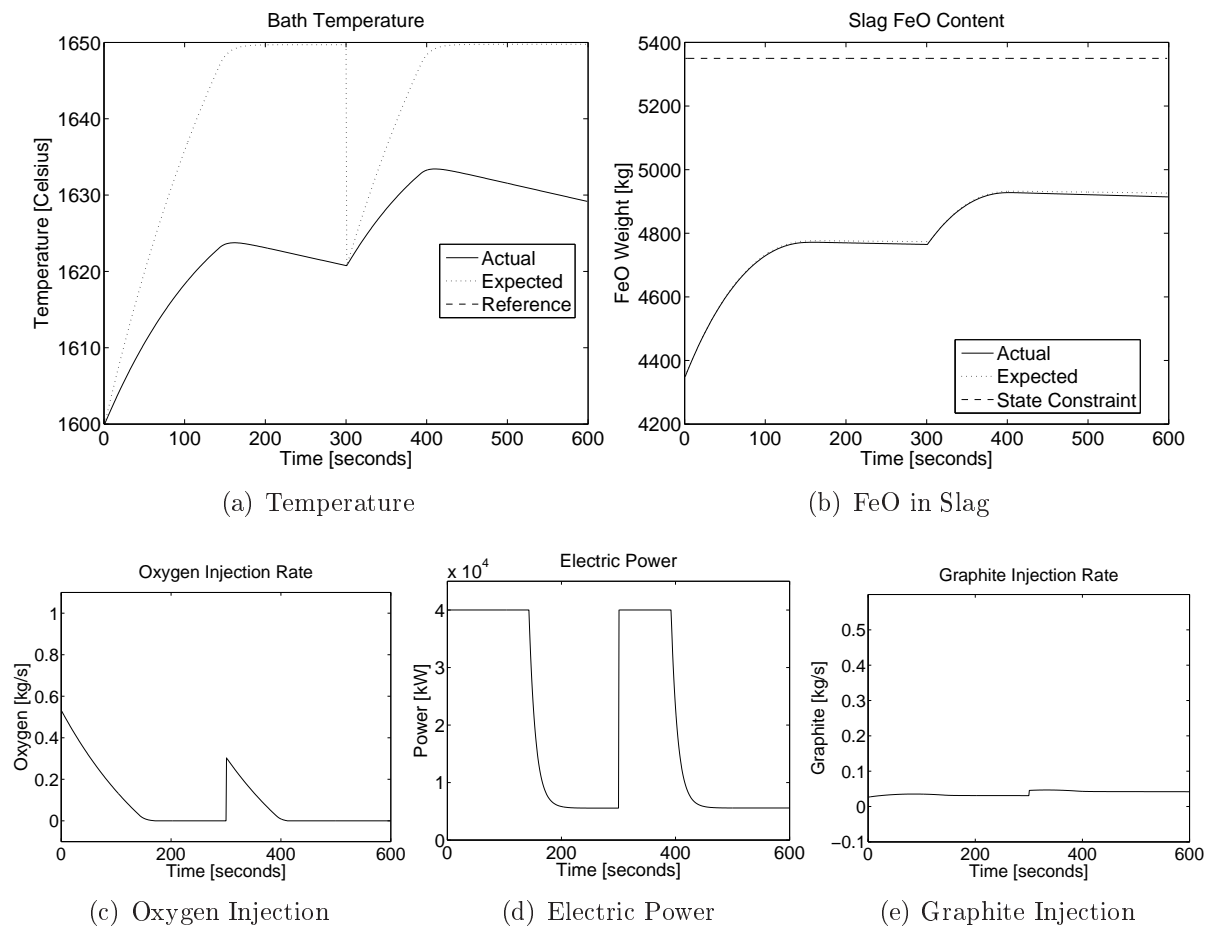 Bath Temperature
1650
1640
1630
1620
1610
1600
0 100 200 300 400 500 600
Temperature [Celsius]
Time [seconds]
Actual
Expected
Reference
(a) Temperature
Slag FeO Content
5400
5200
5000
4800
4600
4400
4200
0 100 200 300 400 500 600
FeO Weight [kg]
Time [seconds]
Actual
Expected
State Constraint
(b) FeO in Slag
Oxygen Injection Rate
1
0.8
0.6
0.4
0.2
0
0 200 400 600
Oxygen [kg/s]
Time [seconds]
(c) Oxygen Injection
Electric Power
x 10^4
4
3
2
1
0
0 200 400 600
Power [kW]
Time [seconds]
(d) Electric Power
Graphite Injection Rate
0.5
0.4
0.3
0.2
0.1
0
−0.1
0 200 400 600
Graphite [kg/s]
Time [seconds]
(e) Graphite Injection